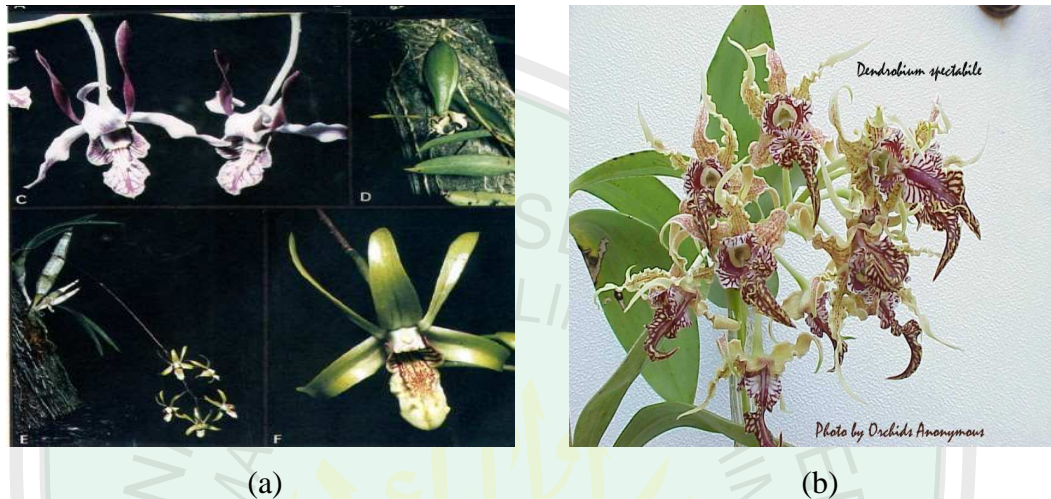 C
D
E
F
Dendrobium spectabile
Photo by Orchids Anonymous
(a)
(b)